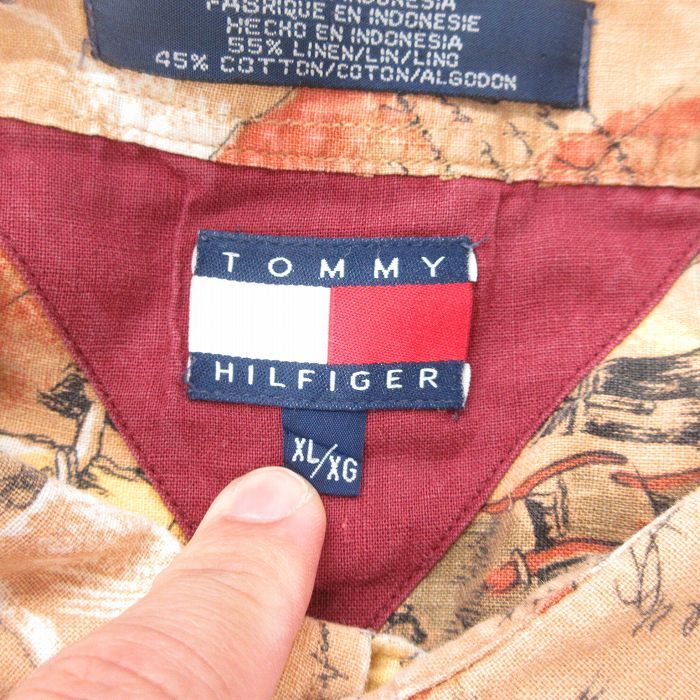 FABRIQUE EN INDONESIE
HECHO EN INDONESIA
55% LINEN/LIN/LINO
45% COTTON/COTON/ALGODON
TOMMY
HILFIGER
XL/XG